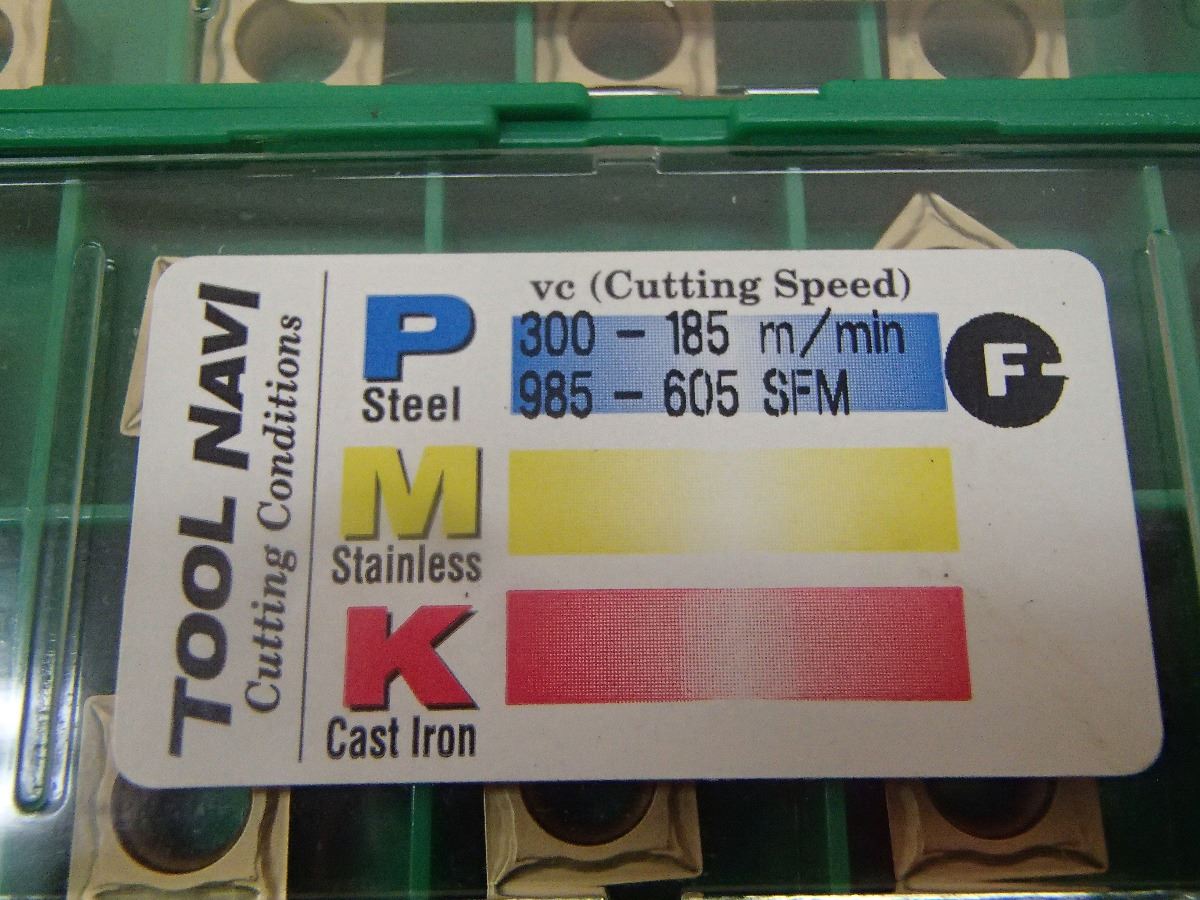 TOOL NAVI
Cutting Conditions
vc (Cutting Speed)
P
Steel
300 - 185 m/min
985 - 605 SFM
F
M
Stainless
K
Cast Iron